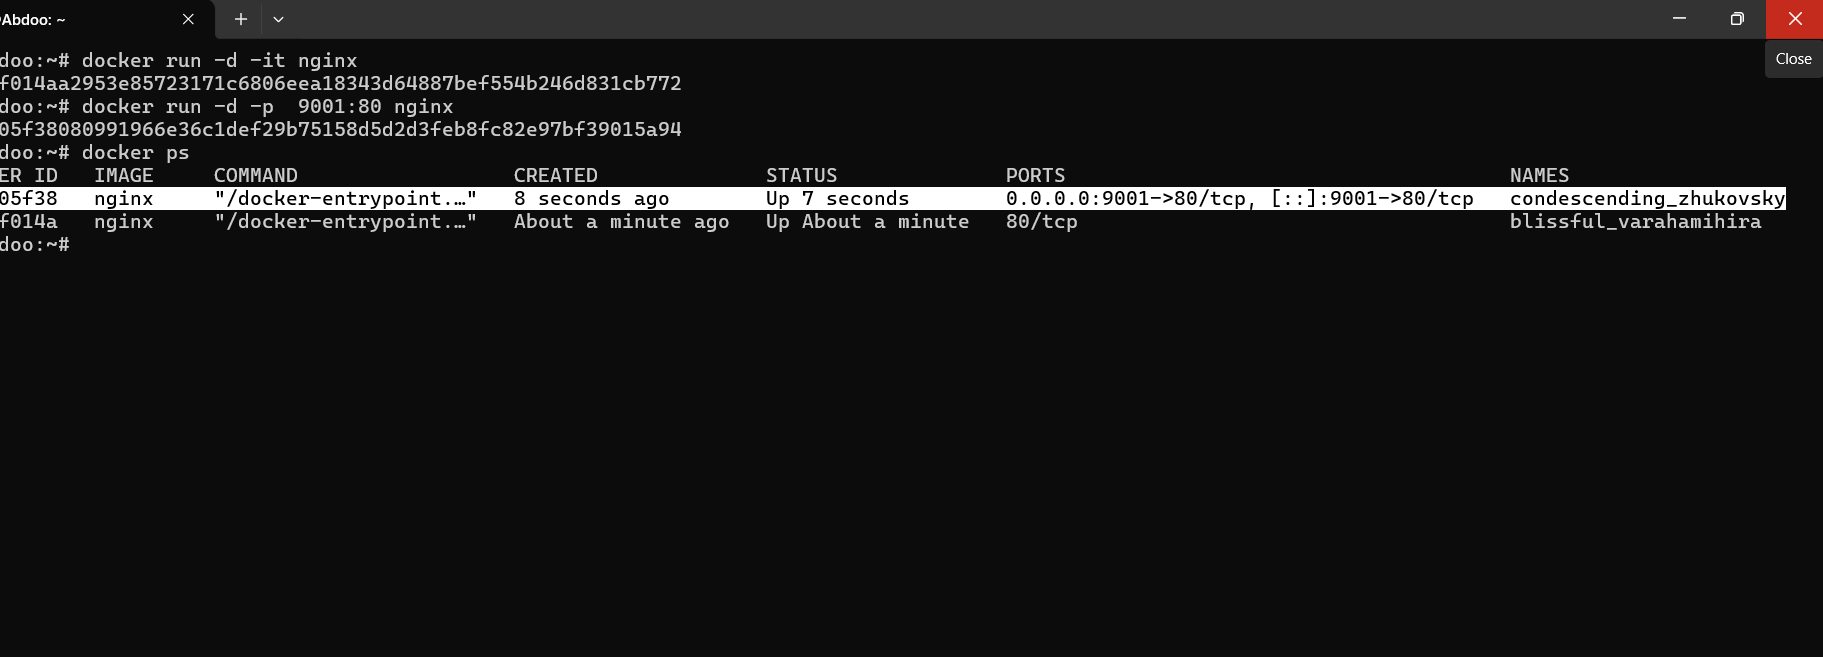 Abdoo: ~
Close
doo:~# docker run -d -it nginx
f014aa2953e85723171c6806eea18343d64887bef554b246d831cb772
doo:~# docker run -d -p  9001:80 nginx
05f38080991966e36c1def29b75158d5d2d3feb8fc82e97bf39015a94
doo:~# docker ps
ER ID   IMAGE     COMMAND                  CREATED              STATUS              PORTS                                     NAMES
05f38   nginx     "/docker-entrypoint.…"   8 seconds ago        Up 7 seconds        0.0.0.0:9001->80/tcp, [::]:9001->80/tcp   condescending_zhukovsky
f014a   nginx     "/docker-entrypoint.…"   About a minute ago   Up About a minute   80/tcp                                    blissful_varahamihira
doo:~#